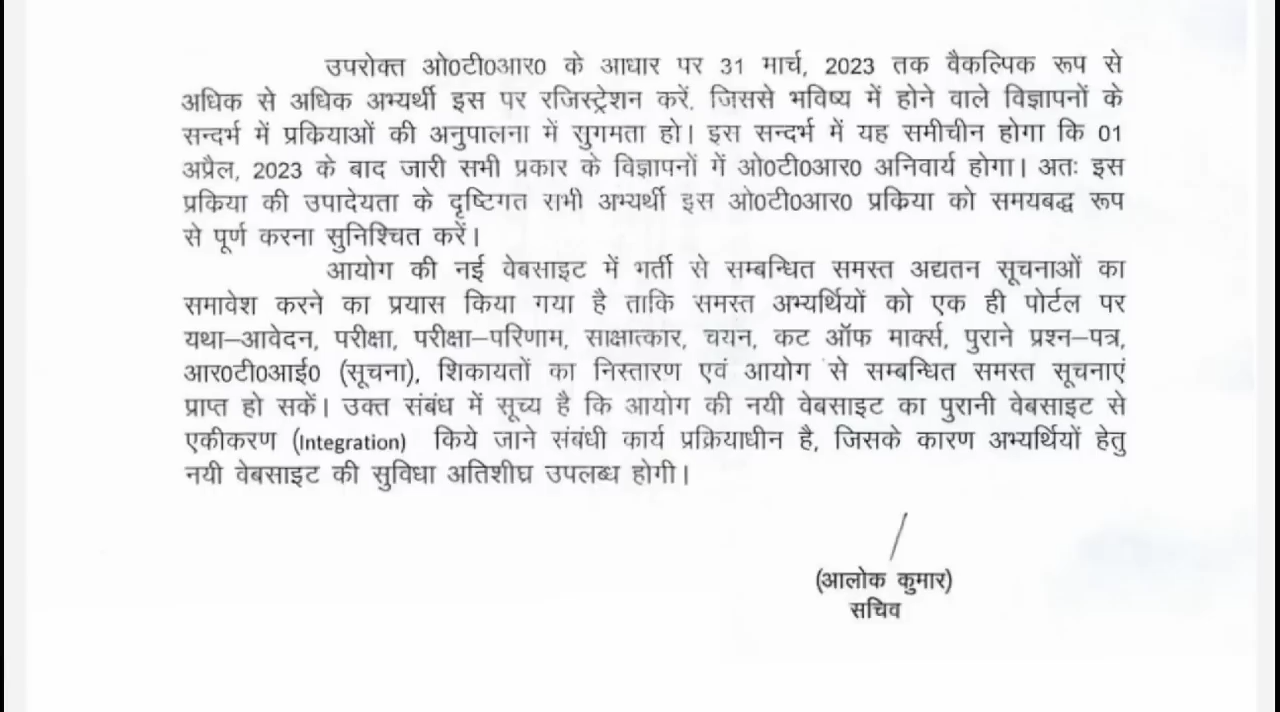 उपरोक्त ओ0टी0आर0 के आधार पर 31 मार्च, 2023 तक वैकल्पिक रूप से
अधिक से अधिक अभ्यर्थी इस पर रजिस्ट्रेशन करें, जिससे भविष्य में होने वाले विज्ञापनों के
सन्दर्भ में प्रकियाओं की अनुपालना में सुगमता हो। इस सन्दर्भ में यह समीचीन होगा कि 01
अप्रैल, 2023 के बाद जारी सभी प्रकार के विज्ञापनों में ओ0टी0आर0 अनिवार्य होगा। अतः इस
प्रकिया की उपादेयता के दृष्टिगत सभी अभ्यर्थी इस ओ0टी0आर0 प्रकिया को समयबद्ध रूप
से पूर्ण करना सुनिश्चित करें।
आयोग की नई वेबसाइट में भर्ती से सम्बन्धित समस्त अद्यतन सूचनाओं का
समावेश करने का प्रयास किया गया है ताकि समस्त अभ्यर्थियों को एक ही पोर्टल पर
यथा–आवेदन, परीक्षा, परीक्षा–परिणाम, साक्षात्कार, चयन, कट ऑफ मार्क्स, पुराने प्रश्न–पत्र,
आर0टी0आई0 (सूचना), शिकायतों का निस्तारण एवं आयोग से सम्बन्धित समस्त सूचनाएं
प्राप्त हो सकें। उक्त संबंध में सूच्य है कि आयोग की नयी वेबसाइट का पुरानी वेबसाइट से
एकीकरण (Integration) किये जाने संबंधी कार्य प्रक्रियाधीन है, जिसके कारण अभ्यर्थियों हेतु
नयी वेबसाइट की सुविधा अतिशीघ्र उपलब्ध होगी।
(आलोक कुमार)
सचिव